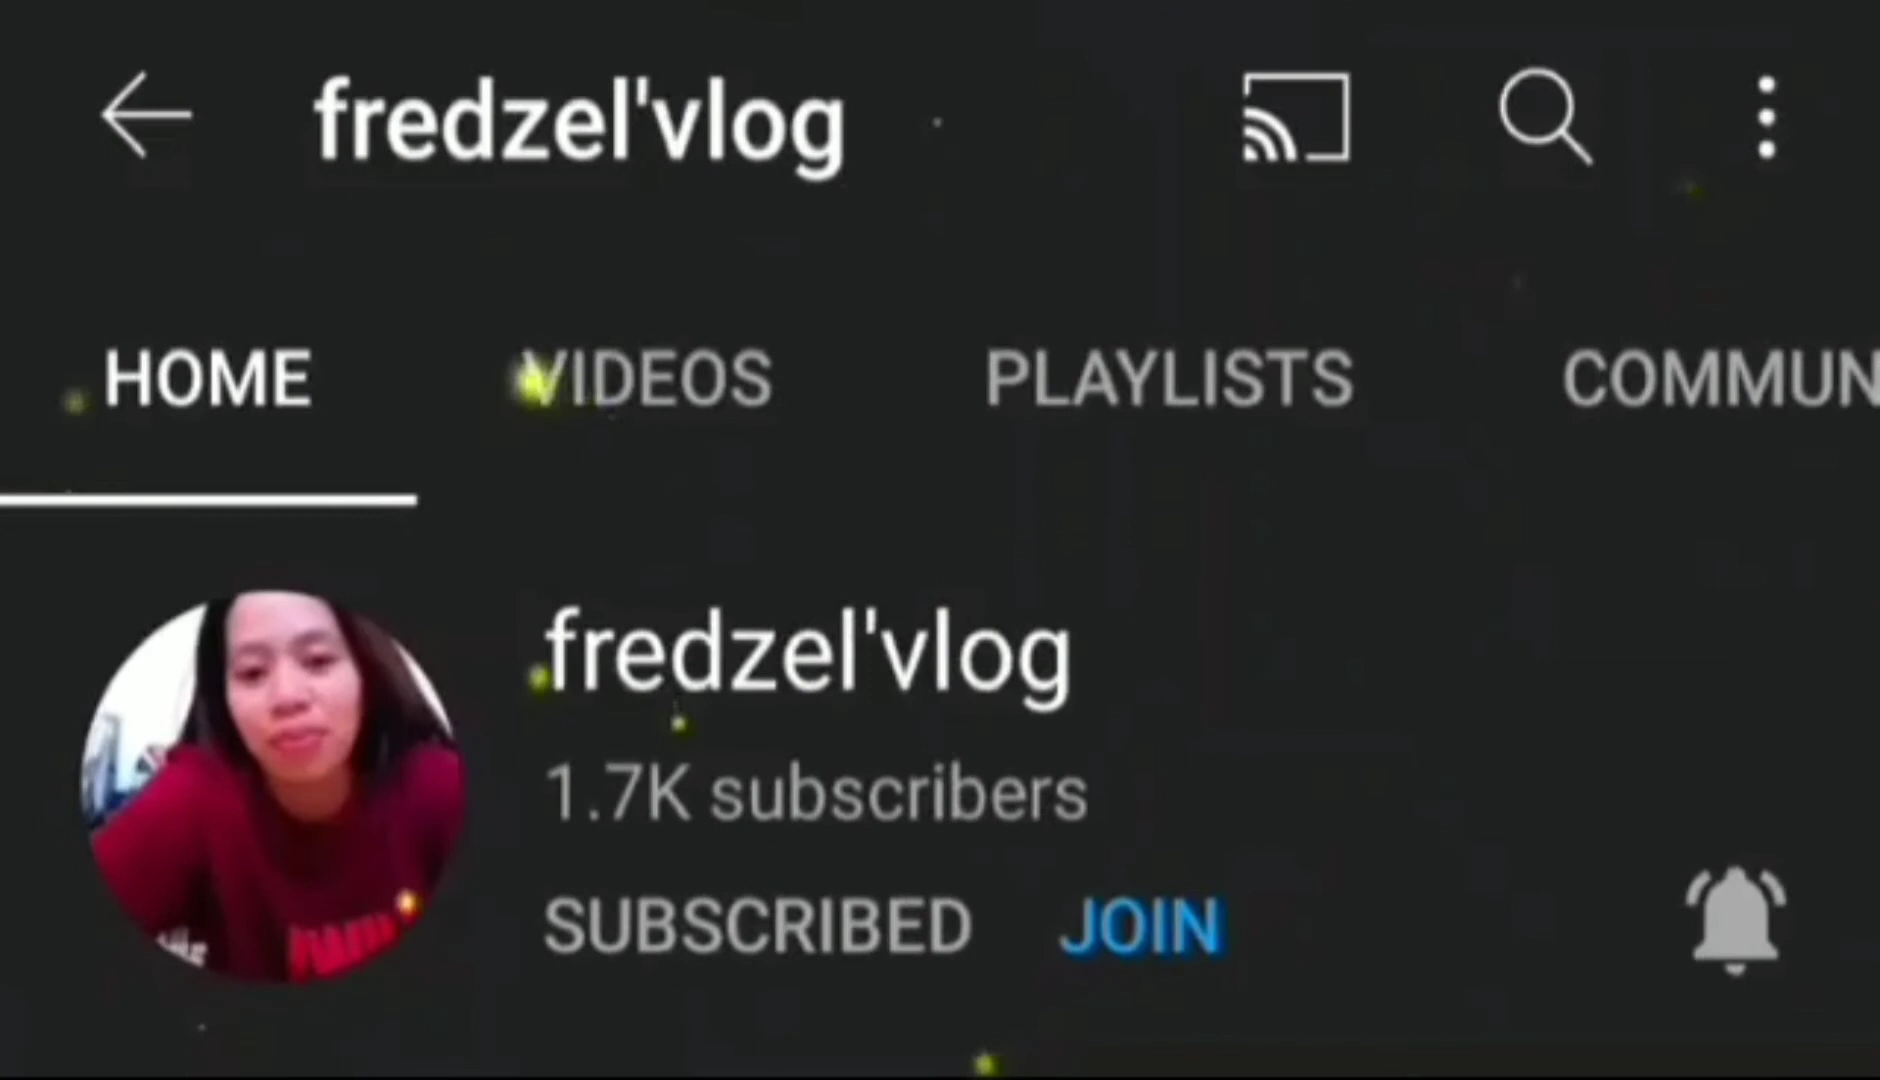 fredzel'vlog
HOME VIDEOS PLAYLISTS COMMUN
fredzel'vlog
1.7K subscribers
SUBSCRIBED JOIN